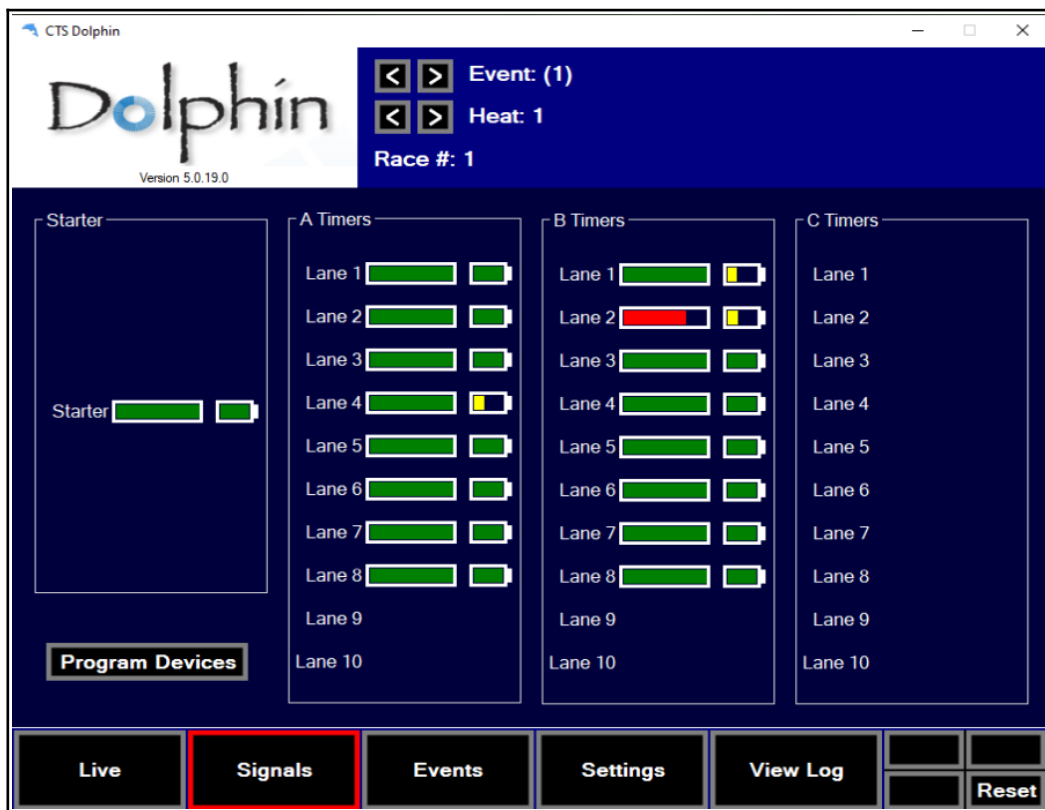 CTS Dolphin
Dolphin
Version 5.0.19.0
< > Event: (1)
< > Heat: 1
Race #: 1
Starter
Starter
Program Devices
A Timers
Lane 1
Lane 2
Lane 3
Lane 4
Lane 5
Lane 6
Lane 7
Lane 8
Lane 9
Lane 10
B Timers
Lane 1
Lane 2
Lane 3
Lane 4
Lane 5
Lane 6
Lane 7
Lane 8
Lane 9
Lane 10
C Timers
Lane 1
Lane 2
Lane 3
Lane 4
Lane 5
Lane 6
Lane 7
Lane 8
Lane 9
Lane 10
Live
Signals
Events
Settings
View Log
Reset